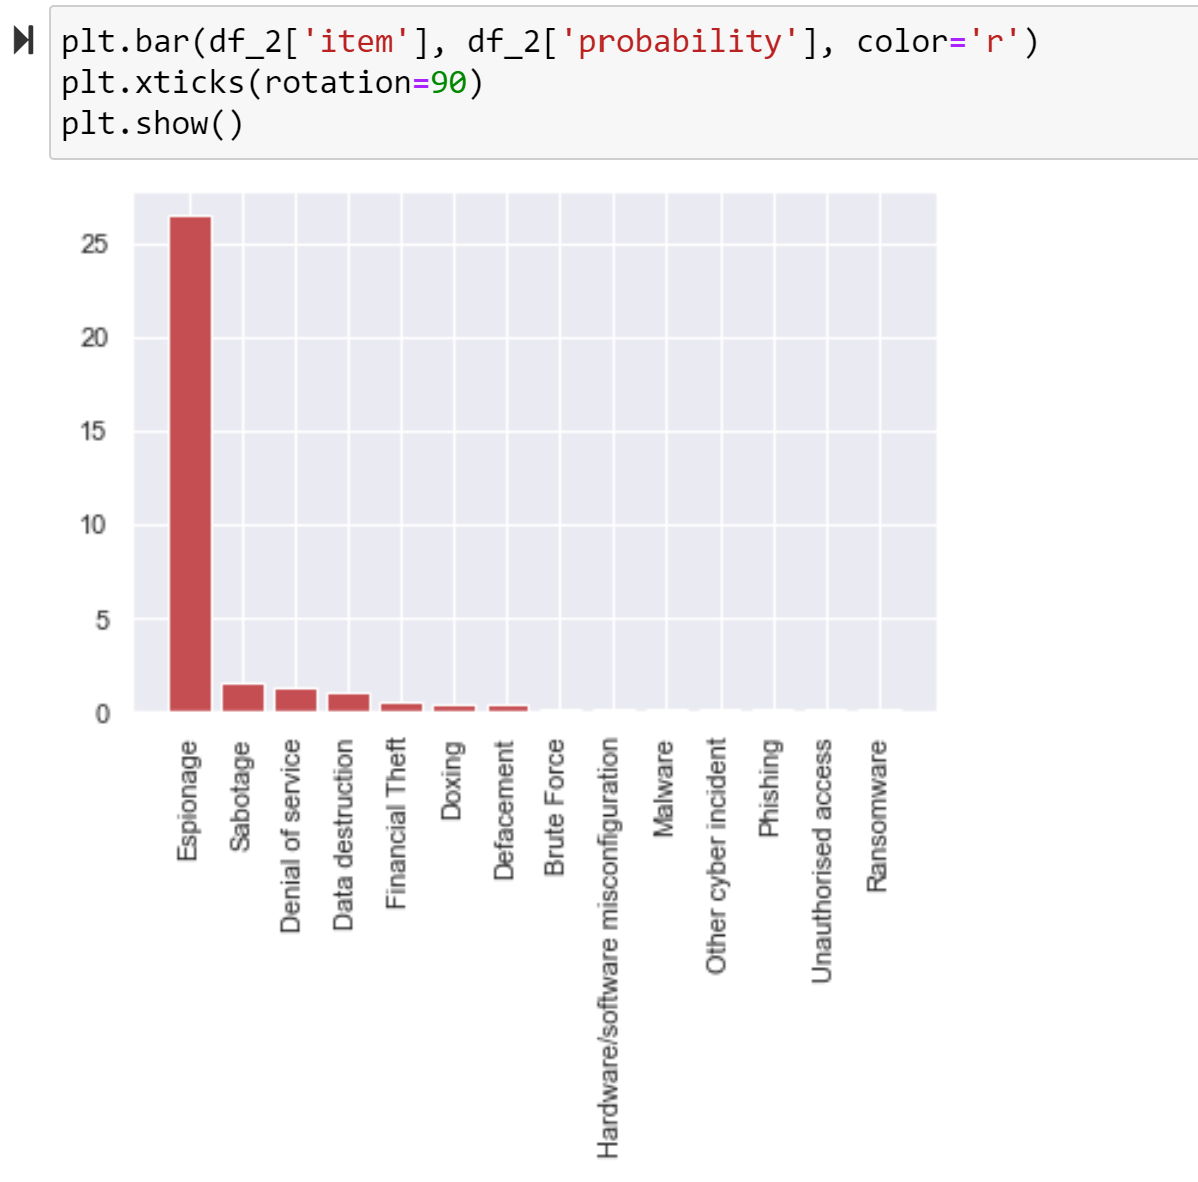 plt.bar(df_2['item'], df_2['probability'], color='r')
plt.xticks(rotation=90)
plt.show()
25
20
15
10
5
0
Espionage
Sabotage
Denial of service
Data destruction
Financial Theft
Doxing
Defacement
Brute Force
Hardware/software misconfiguration
Malware
Other cyber incident
Phishing
Unauthorised access
Ransomware